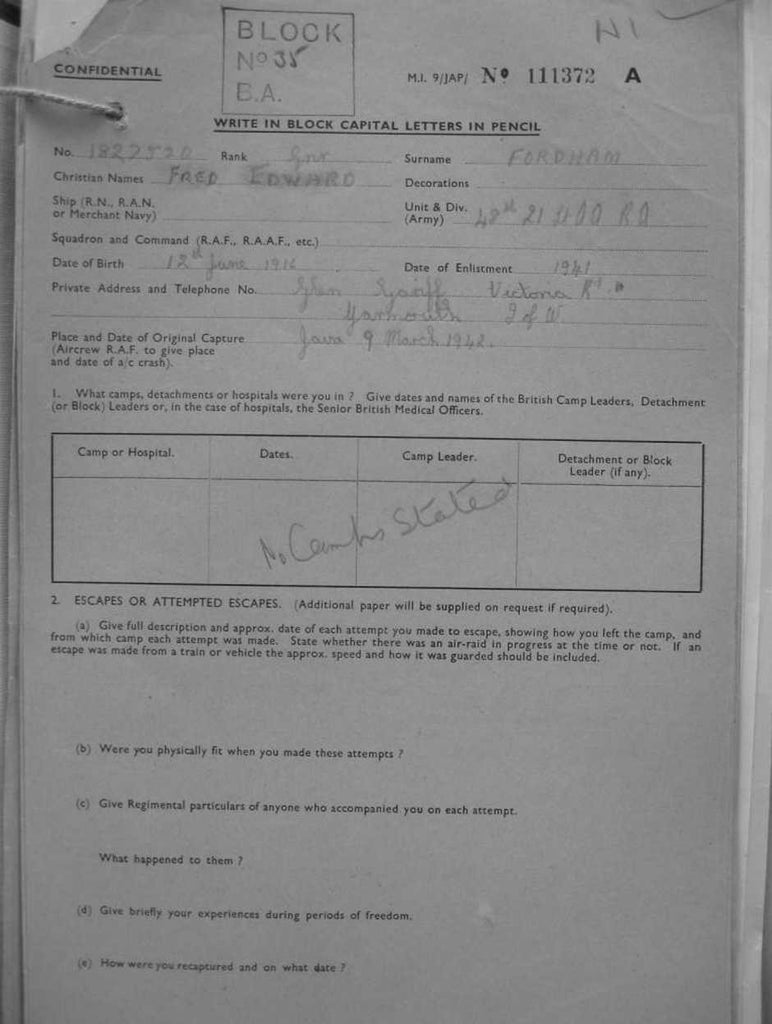 BLOCK
Nº 35
B.A.
N1
CONFIDENTIAL
M.I. 9/JAP/ Nº 111372 A
WRITE IN BLOCK CAPITAL LETTERS IN PENCIL
No. Rank Gnr Surname FORDHAM
Christian Names FRED EDWARD Decorations
Ship (R.N., R.A.N.
or Merchant Navy)
Unit & Div. 48th 21 RA
(Army)
Squadron and Command (R.A.F., R.A.A.F., etc.)
Date of Birth 12th June 1916 Date of Enlistment 1941
Private Address and Telephone No. Glen Victoria Rd
Yarmouth I of W.
Place and Date of Original Capture Java 9 March 1942.
(Aircrew R.A.F. to give place
and date of a/c crash).
1. What camps, detachments or hospitals were you in ? Give dates and names of the British Camp Leaders, Detachment
(or Block) Leaders or, in the case of hospitals, the Senior British Medical Officers.
Camp or Hospital. Dates. Camp Leader. Detachment or Block
Leader (if any).
No Camps Stated
2. ESCAPES OR ATTEMPTED ESCAPES. (Additional paper will be supplied on request if required).
(a) Give full description and approx. date of each attempt you made to escape, showing how you left the camp, and
from which camp each attempt was made. State whether there was an air-raid in progress at the time or not. If an
escape was made from a train or vehicle the approx. speed and how it was guarded should be included.
(b) Were you physically fit when you made these attempts ?
(c) Give Regimental particulars of anyone who accompanied you on each attempt.
What happened to them ?
(d) Give briefly your experiences during periods of freedom.
(e) How were you recaptured and on what date ?